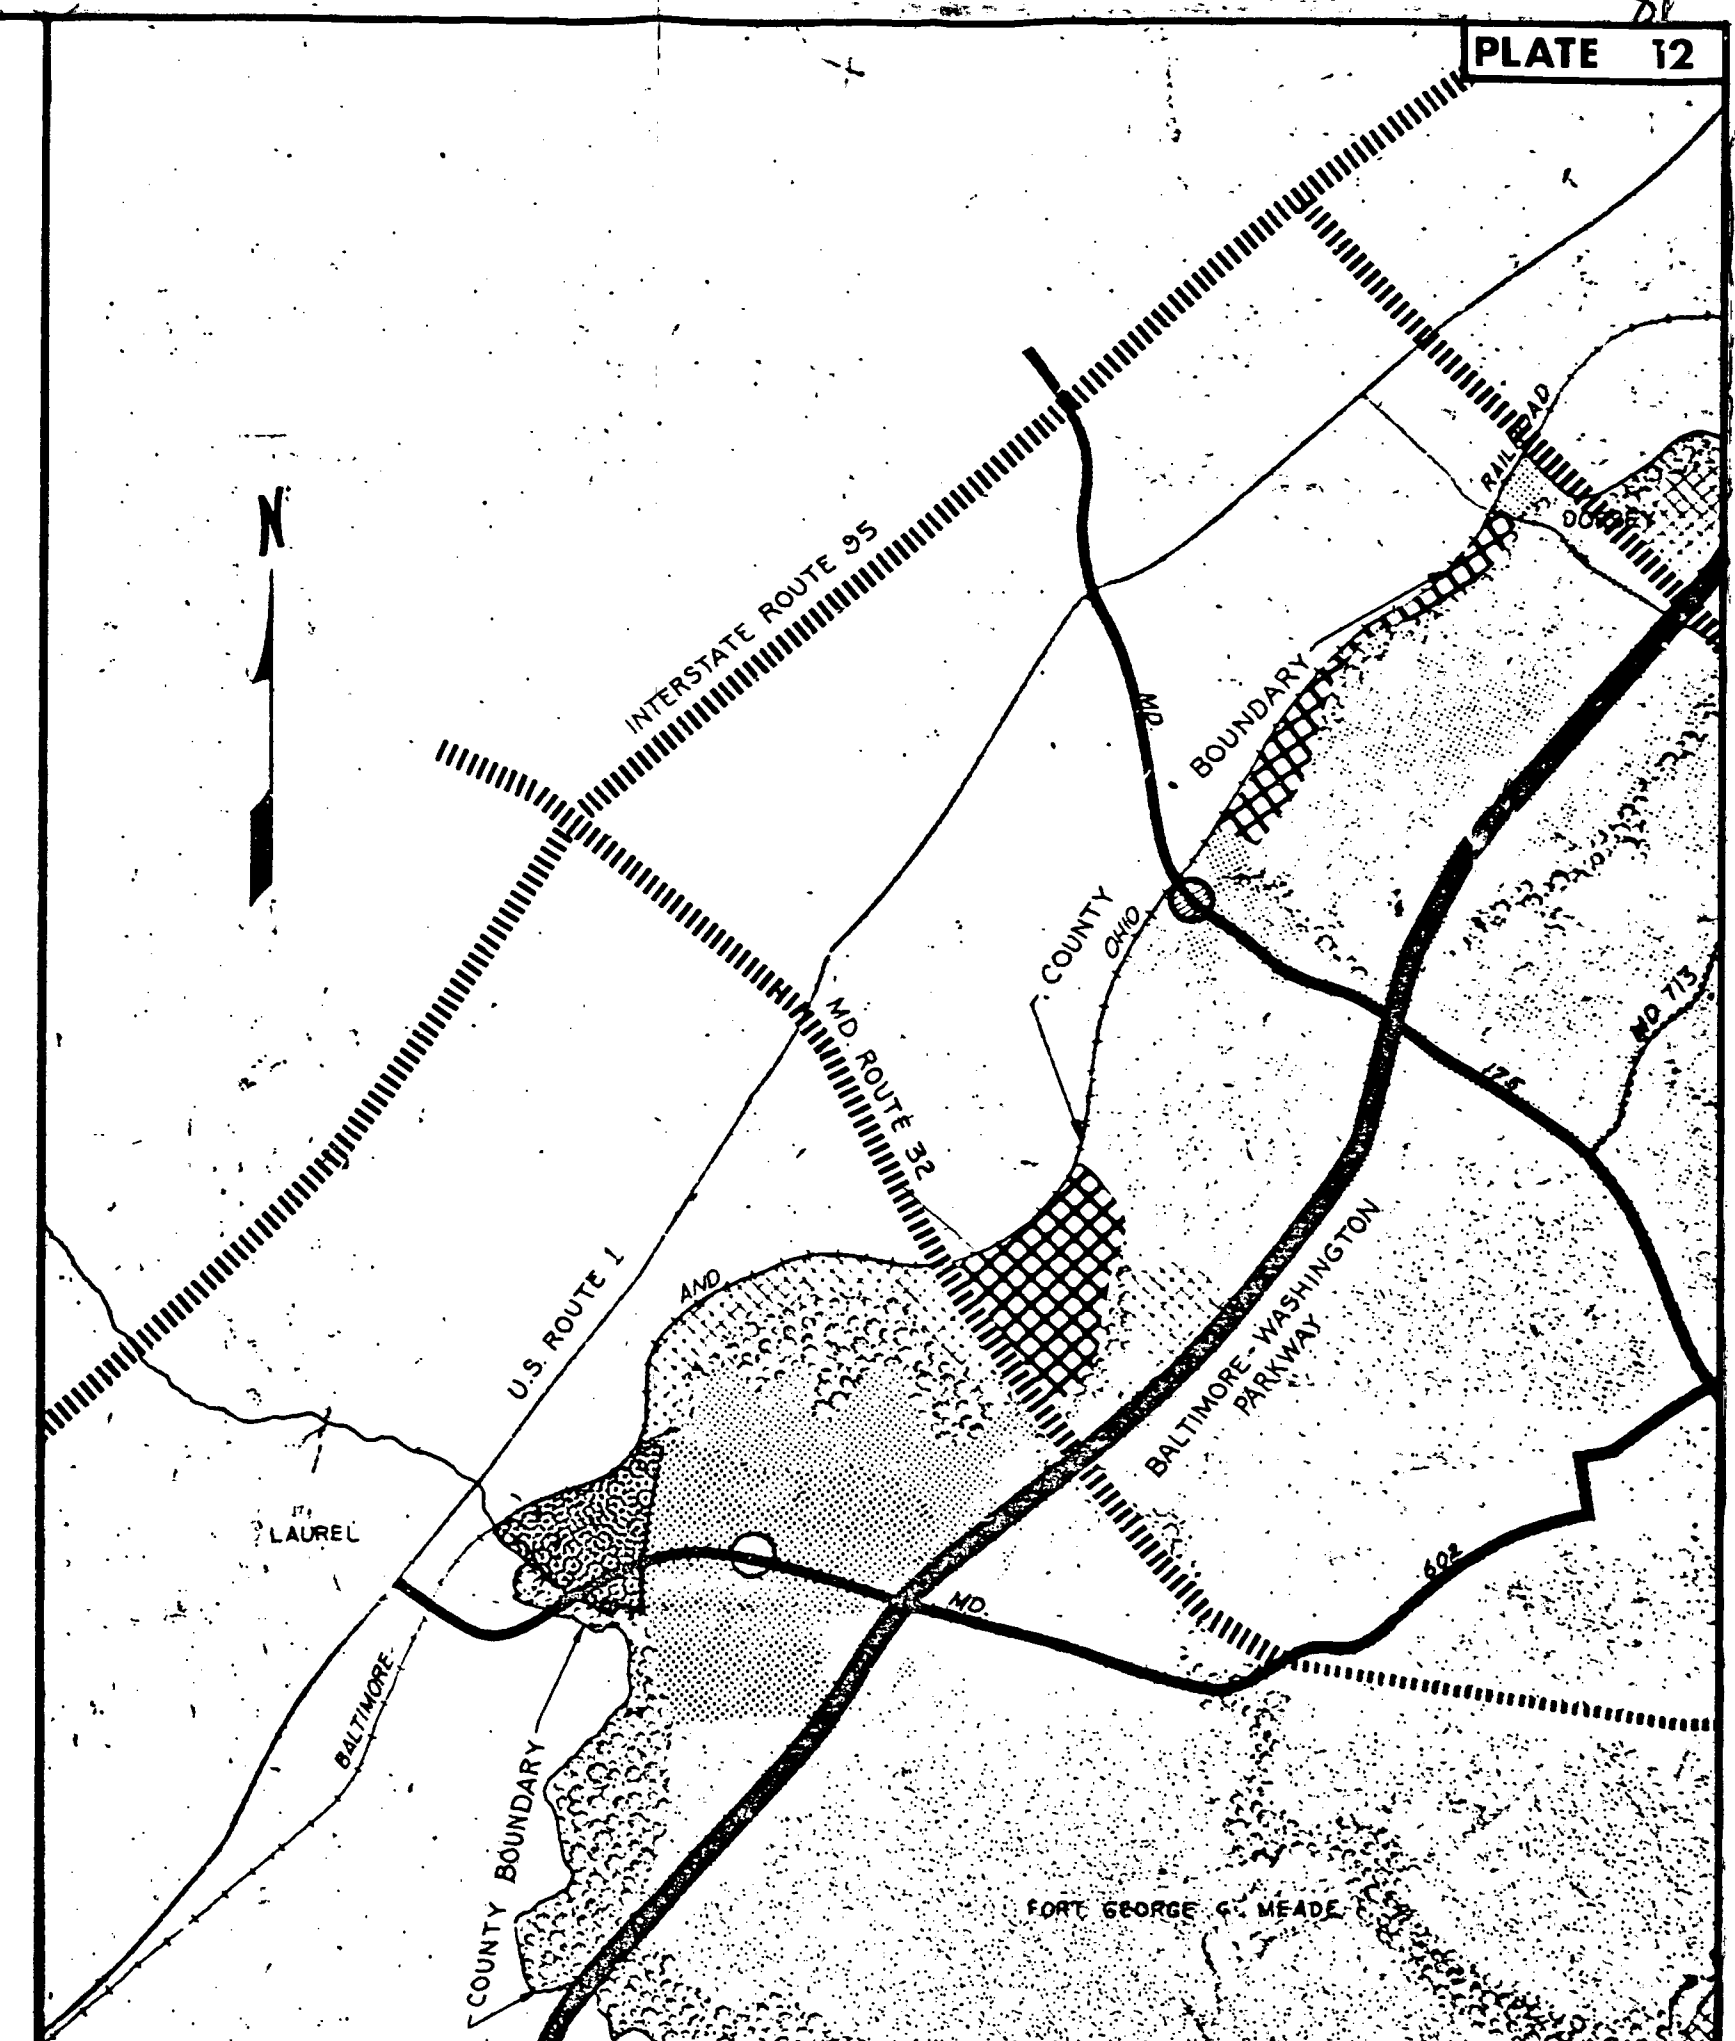 PLATE 12
RAILROAD
DORSEY
N
INTERSTATE ROUTE 95
MD.
BOUNDARY
COUNTY
OHIO
MD 713
MD. ROUTE 32
175
U.S. ROUTE 1
AND
BALTIMORE-WASHINGTON
PARKWAY
LAUREL
602
MD.
BALTIMORE
COUNTY BOUNDARY
FORT GEORGE G. MEADE